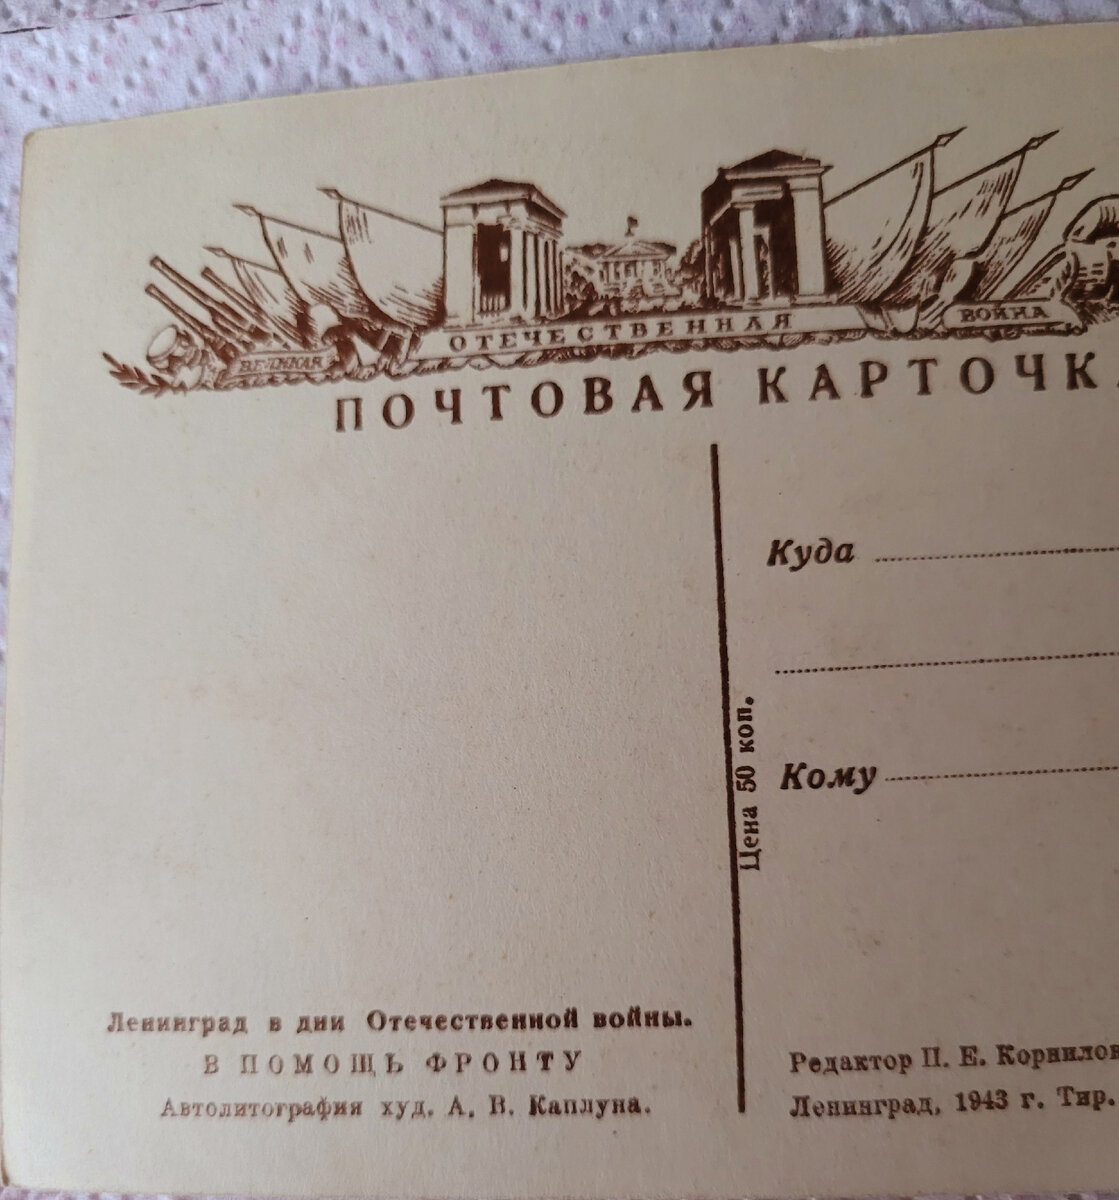 ВЕЛИКАЯ
ОТЕЧЕСТВЕННАЯ
ВОЙНА
ПОЧТОВАЯ КАРТОЧК
Куда
Кому
Цена 50 коп.
Ленинград в дни Отечественной войны.
В ПОМОЩЬ ФРОНТУ
Автолитография худ. А. В. Каплуна.
Редактор П. Е. Корнилов
Ленинград, 1943 г. Тир.